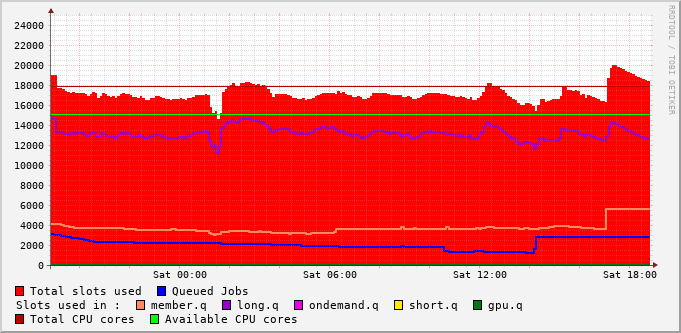 RRDTOOL / TOBI OETIKER
24000
22000
20000
18000
16000
14000
12000
10000
8000
6000
4000
2000
0
Sat 00:00 Sat 06:00 Sat 12:00 Sat 18:00
Total slots used Queued Jobs
Slots used in : member.q long.q ondemand.q short.q gpu.q
Total CPU cores Available CPU cores